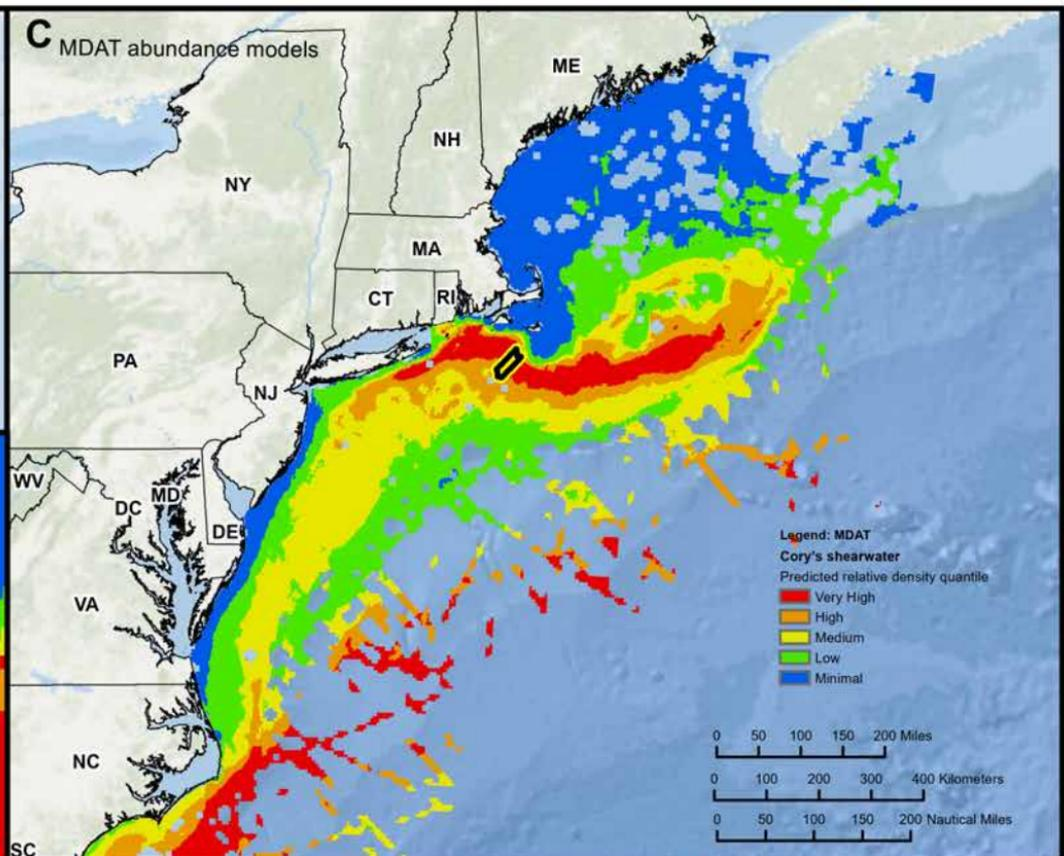 C MDAT abundance models
ME
NH
NY
MA
CT
RI
PA
NJ
WV
MD
DC
DE
VA
NC
SC
Legend: MDAT
Cory's shearwater
Predicted relative density quantile
Very High
High
Medium
Low
Minimal
0 50 100 150 200 Miles
0 100 200 300 400 Kilometers
0 50 100 150 200 Nautical Miles